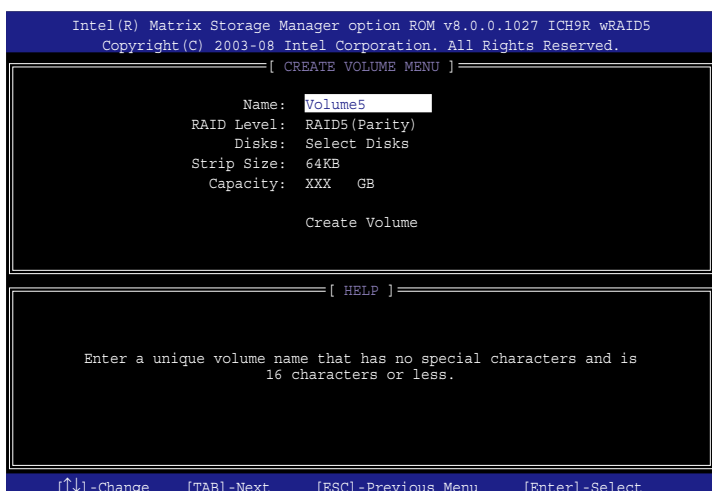 Intel(R) Matrix Storage Manager option ROM v8.0.0.1027 ICH9R wRAID5
Copyright(C) 2003-08 Intel Corporation. All Rights Reserved.
[ CREATE VOLUME MENU ]
Name: Volume5
RAID Level: RAID5(Parity)
Disks: Select Disks
Strip Size: 64KB
Capacity: XXX GB
Create Volume
[ HELP ]
Enter a unique volume name that has no special characters and is
16 characters or less.
[↑↓]-Change [TAB]-Next [ESC]-Previous Menu [Enter]-Select